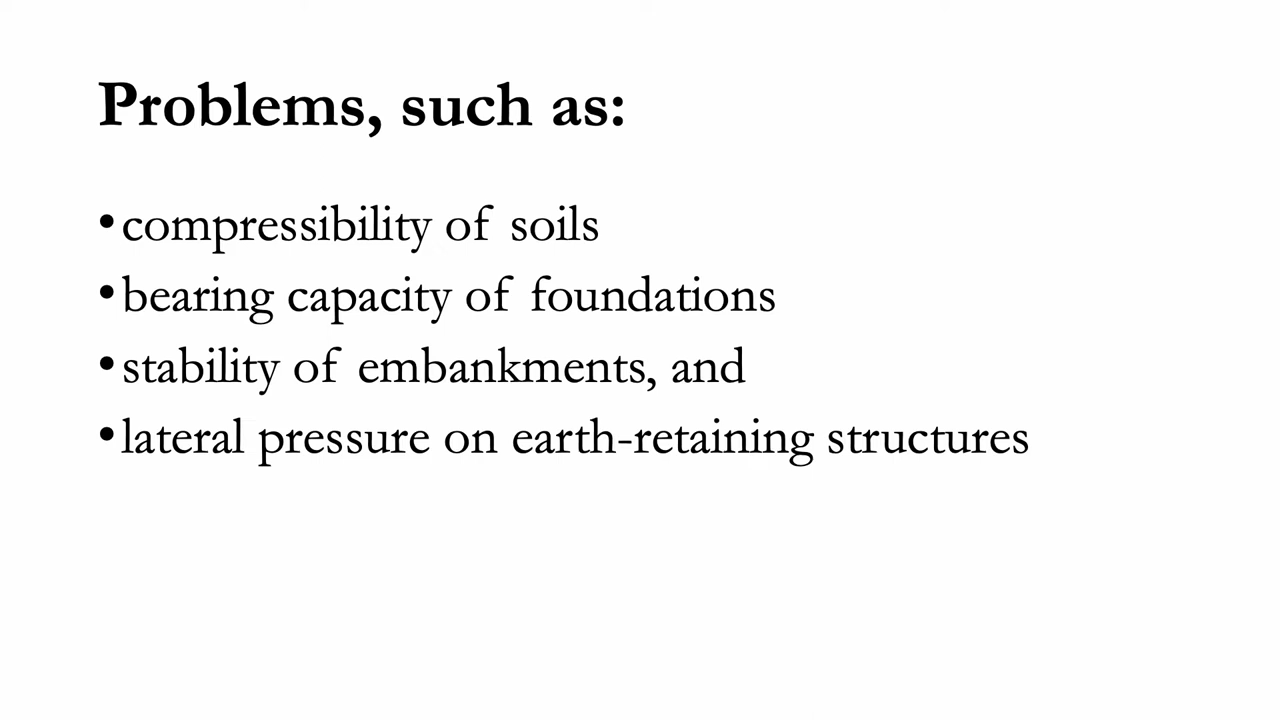 Problems, such as:
•compressibility of soils
•bearing capacity of foundations
•stability of embankments, and
•lateral pressure on earth-retaining structures